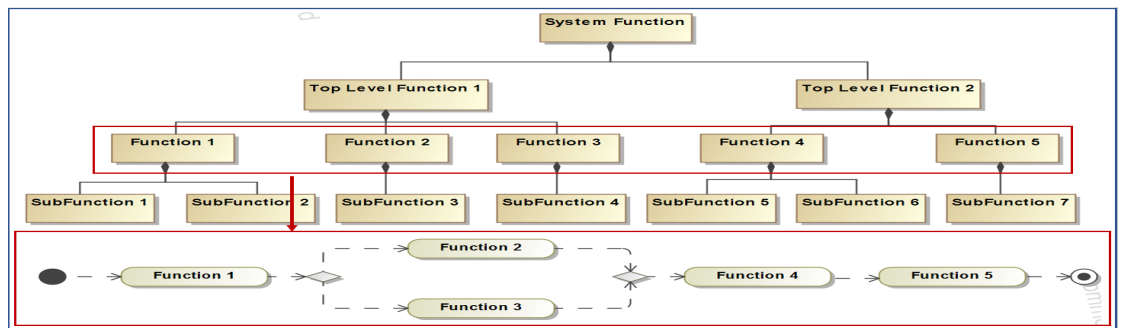 System Function
Top Level Function 1
Top Level Function 2
Function 1
Function 2
Function 3
Function 4
Function 5
SubFunction 1
SubFunction 2
SubFunction 3
SubFunction 4
SubFunction 5
SubFunction 6
SubFunction 7
Function 2
Function 1
Function 4
Function 5
Function 3